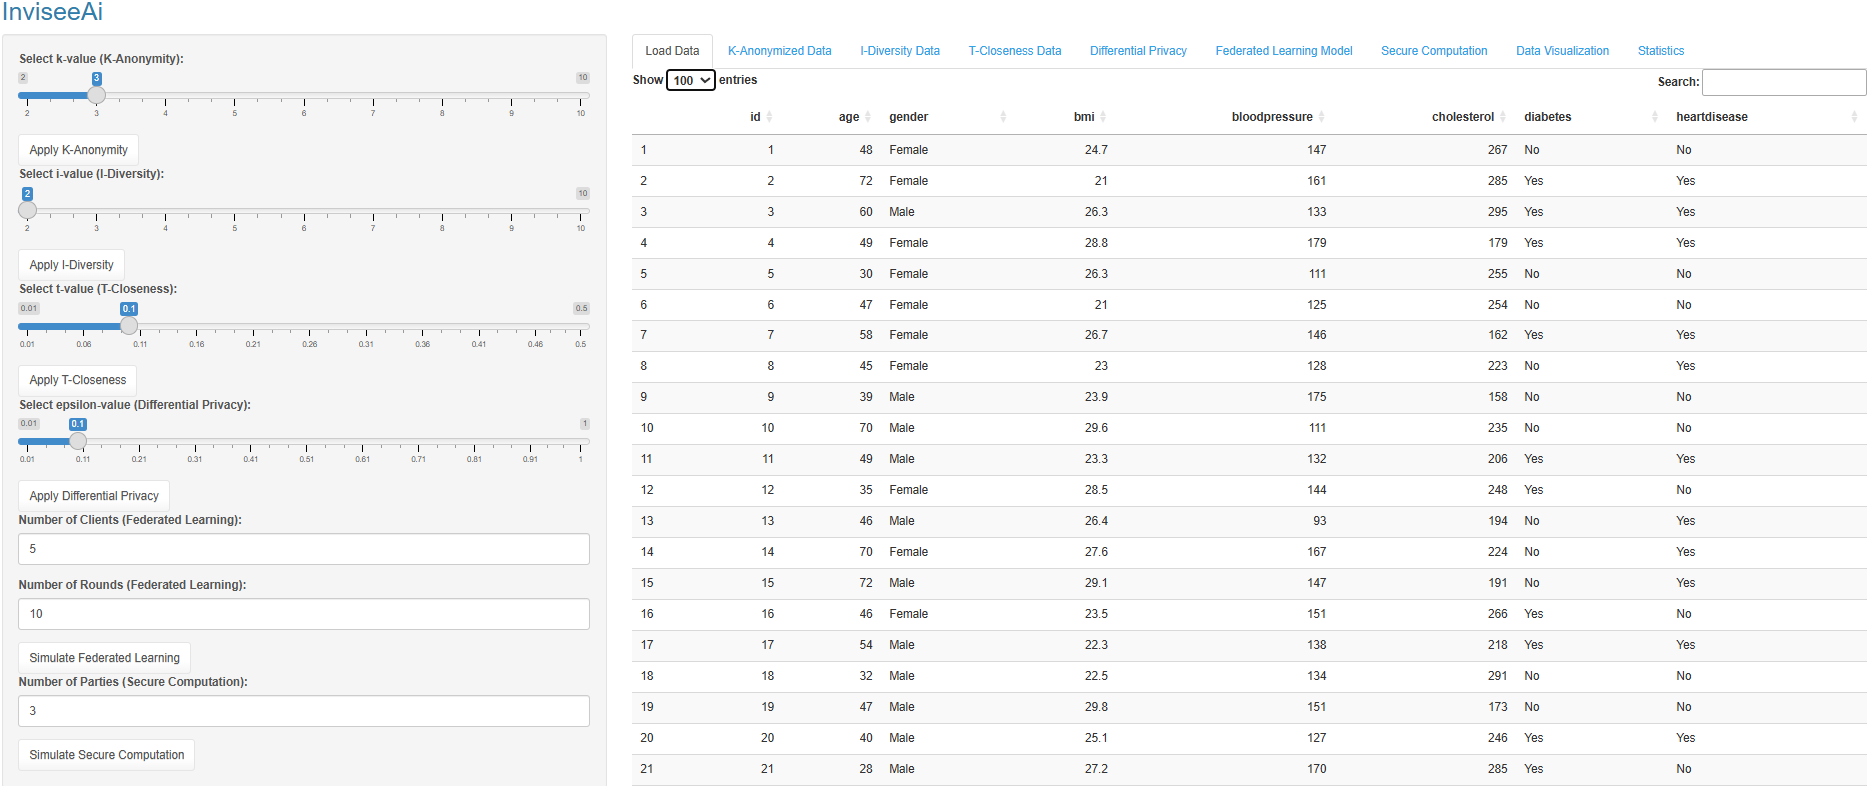 InviseeAi
Select k-value (K-Anonymity):
2 3 10
2 3 4 5 6 7 8 9 10
Apply K-Anonymity
Select i-value (I-Diversity):
2 10
2 3 4 5 6 7 8 9 10
Apply I-Diversity
Select t-value (T-Closeness):
0.01 0.1 0.5
0.01 0.06 0.11 0.16 0.21 0.26 0.31 0.36 0.41 0.46 0.5
Apply T-Closeness
Select epsilon-value (Differential Privacy):
0.01 0.1 1
0.01 0.11 0.21 0.31 0.41 0.51 0.61 0.71 0.81 0.91 1
Apply Differential Privacy
Number of Clients (Federated Learning):
5
Number of Rounds (Federated Learning):
10
Simulate Federated Learning
Number of Parties (Secure Computation):
3
Simulate Secure Computation
Load Data K-Anonymized Data I-Diversity Data T-Closeness Data Differential Privacy Federated Learning Model Secure Computation Data Visualization Statistics
Show 100 entries Search:
id age gender bmi bloodpressure cholesterol diabetes heartdisease
1 1 48 Female 24.7 147 267 No No
2 2 72 Female 21 161 285 Yes Yes
3 3 60 Male 26.3 133 295 Yes Yes
4 4 49 Female 28.8 179 179 Yes Yes
5 5 30 Female 26.3 111 255 No No
6 6 47 Female 21 125 254 No No
7 7 58 Female 26.7 146 162 Yes Yes
8 8 45 Female 23 128 223 No Yes
9 9 39 Male 23.9 175 158 No No
10 10 70 Male 29.6 111 235 No No
11 11 49 Male 23.3 132 206 Yes Yes
12 12 35 Female 28.5 144 248 Yes No
13 13 46 Male 26.4 93 194 No Yes
14 14 70 Female 27.6 167 224 No Yes
15 15 72 Male 29.1 147 191 No Yes
16 16 46 Female 23.5 151 266 Yes No
17 17 54 Male 22.3 138 218 Yes Yes
18 18 32 Male 22.5 134 291 No No
19 19 47 Male 29.8 151 173 No No
20 20 40 Male 25.1 127 246 Yes Yes
21 21 28 Male 27.2 170 285 Yes No